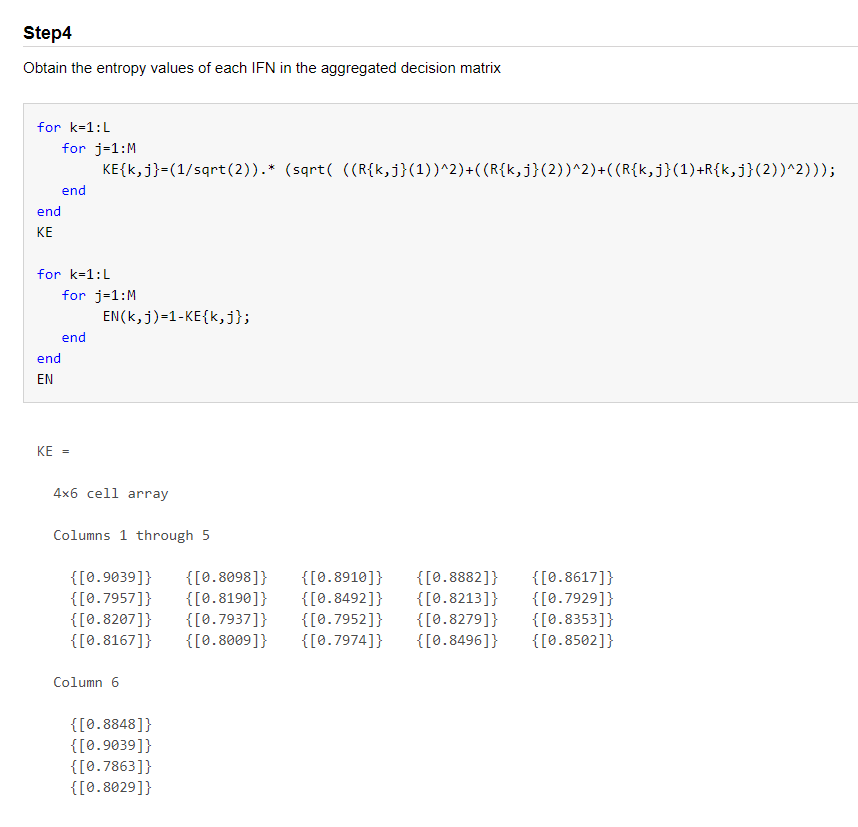 Step4
Obtain the entropy values of each IFN in the aggregated decision matrix
for k=1:L
   for j=1:M
        KE{k,j}=(1/sqrt(2)).* (sqrt( ((R{k,j}(1))^2)+((R{k,j}(2))^2)+((R{k,j}(1)+R{k,j}(2))^2)));
   end
end
KE
for k=1:L
   for j=1:M
        EN(k,j)=1-KE{k,j};
   end
end
EN
KE =
  4×6 cell array
  Columns 1 through 5
    {[0.9039]}    {[0.8098]}    {[0.8910]}    {[0.8882]}    {[0.8617]}
    {[0.7957]}    {[0.8190]}    {[0.8492]}    {[0.8213]}    {[0.7929]}
    {[0.8207]}    {[0.7937]}    {[0.7952]}    {[0.8279]}    {[0.8353]}
    {[0.8167]}    {[0.8009]}    {[0.7974]}    {[0.8496]}    {[0.8502]}
  Column 6
    {[0.8848]}
    {[0.9039]}
    {[0.7863]}
    {[0.8029]}